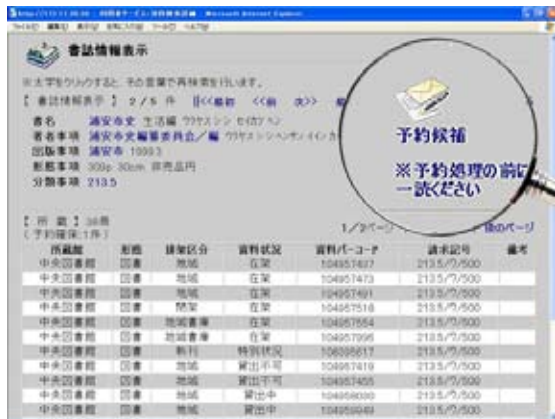 書誌情報表示
※太字をクリックすると、その言葉で再検索を行います。
【 書誌情報表示 】 2/5 件 || <<最初 <<前 次>>
書名 浦安市史 生活編 ウラヤスシシ セイカツヘン
著者事項 浦安市史編纂委員会/編
出版事項 浦安市 1999.3
形態事項 309p 30cm 非売品円
分類事項 213.5
予約候補
※予約処理の前に
一読ください
【 所 蔵 】 38冊
( 予約確保:1件 )
1/2ページ 後のページ
所蔵館 形態 排架区分 資料状況 資料バーコード 請求記号 備考
中央図書館 図書 地域 在架 213.5/ウ/500
中央図書館 図書 地域 在架 104957473 213.5/ウ/500
中央図書館 図書 地域 在架 104957491 213.5/ウ/500
中央図書館 図書 閉架 在架 104957516 213.5/ウ/500
中央図書館 図書 地域書庫 在架 104957554 213.5/ウ/500
中央図書館 図書 地域書庫 在架 104957996 213.5/ウ/500
中央図書館 図書 新刊 特別状況 213.5/ウ/500
中央図書館 図書 地域 貸出不可 104957419 213.5/ウ/500
中央図書館 図書 地域 貸出不可 104957455 213.5/ウ/500
中央図書館 図書 地域 貸出中 213.5/ウ/500
中央図書館 図書 地域 貸出中 213.5/ウ/500